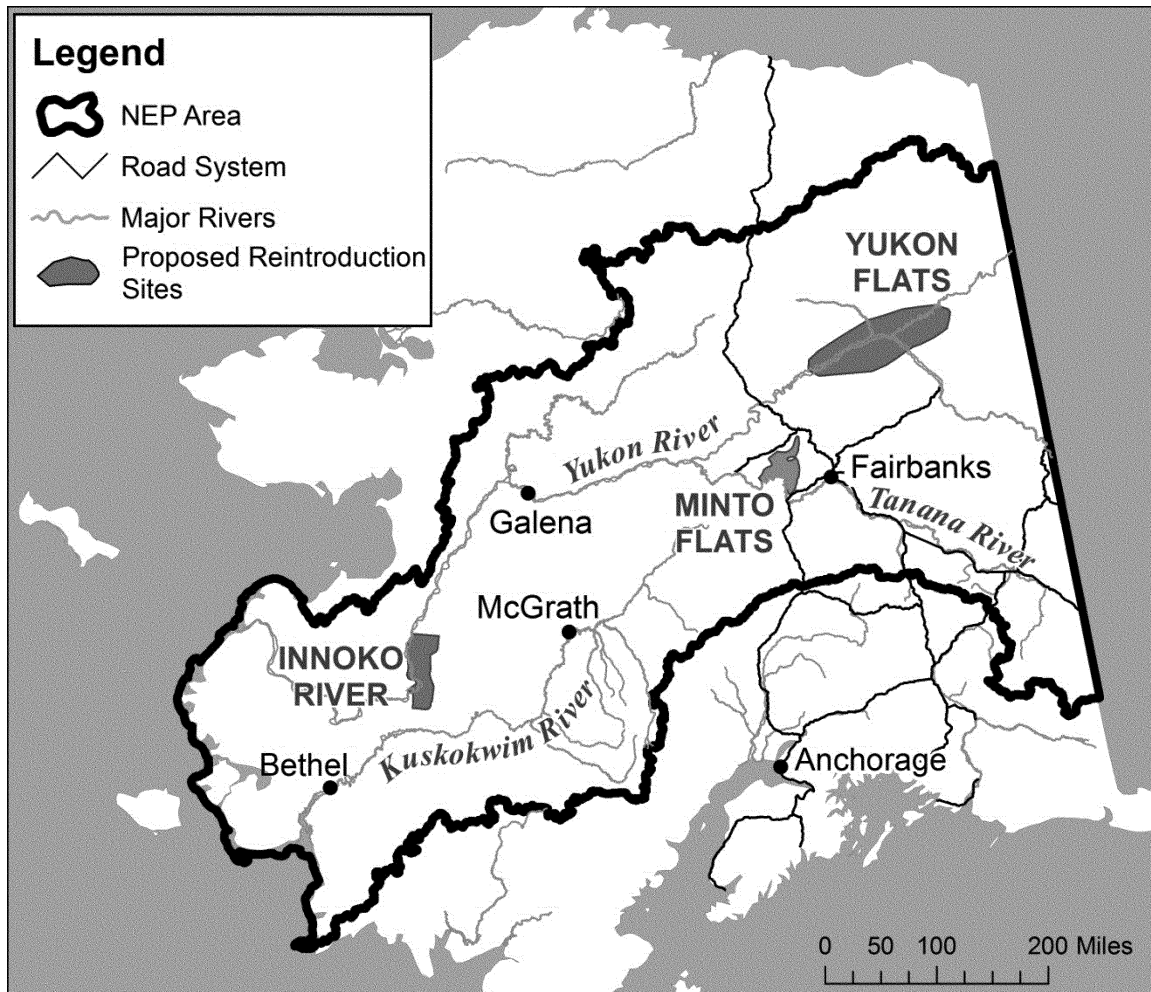 Legend
NEP Area
Road System
Major Rivers
Proposed Reintroduction
Sites
YUKON
FLATS
Yukon River
Fairbanks
Galena
MINTO
FLATS
Tanana River
McGrath
INNOKO
RIVER
Kuskokwim River
Bethel
Anchorage
0 50 100 200 Miles